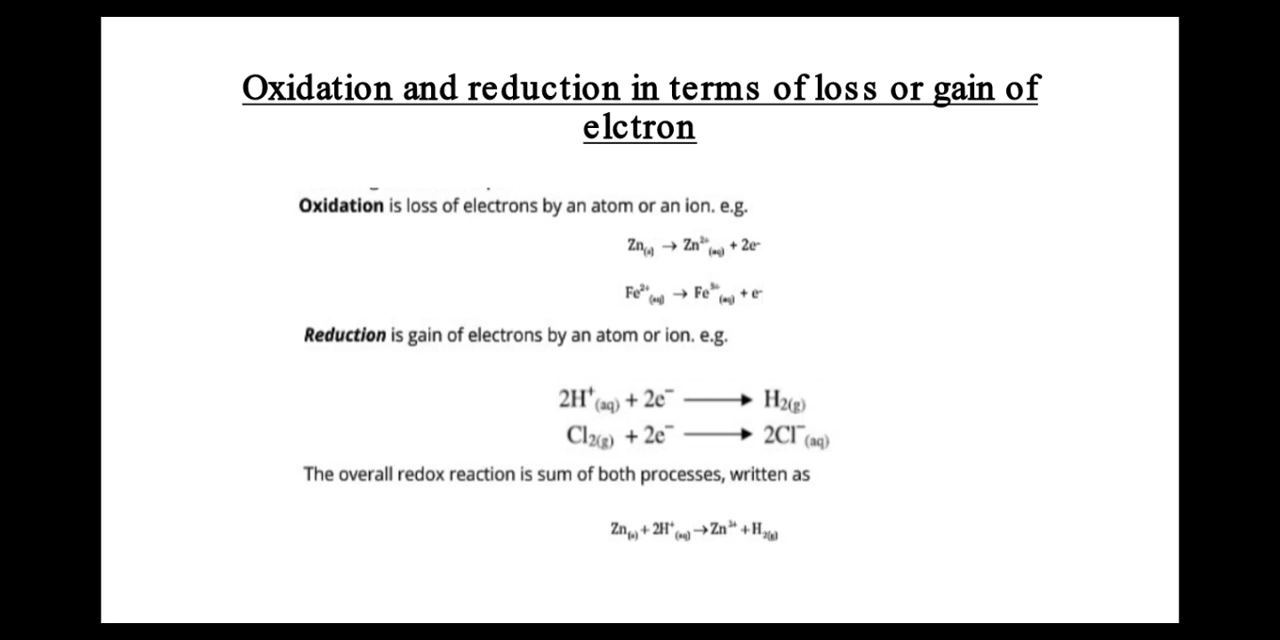 Oxidation and reduction in terms of loss or gain of
elctron
Oxidation is loss of electrons by an atom or an ion. e.g.
Zn(s) → Zn²⁺(aq) + 2e⁻
Fe²⁺(aq) → Fe³⁺(aq) + e⁻
Reduction is gain of electrons by an atom or ion. e.g.
2H⁺(aq) + 2e⁻ → H₂(g)
Cl₂(g) + 2e⁻ → 2Cl⁻(aq)
The overall redox reaction is sum of both processes, written as
Zn(s) + 2H⁺(aq) → Zn²⁺ + H₂(g)